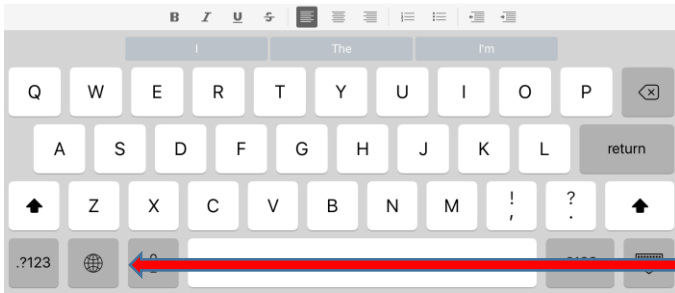 B I U S
I The I'm
Q W E R T Y U I O P
A S D F G H J K L return
Z X C V B N M ! , ? .
.?123